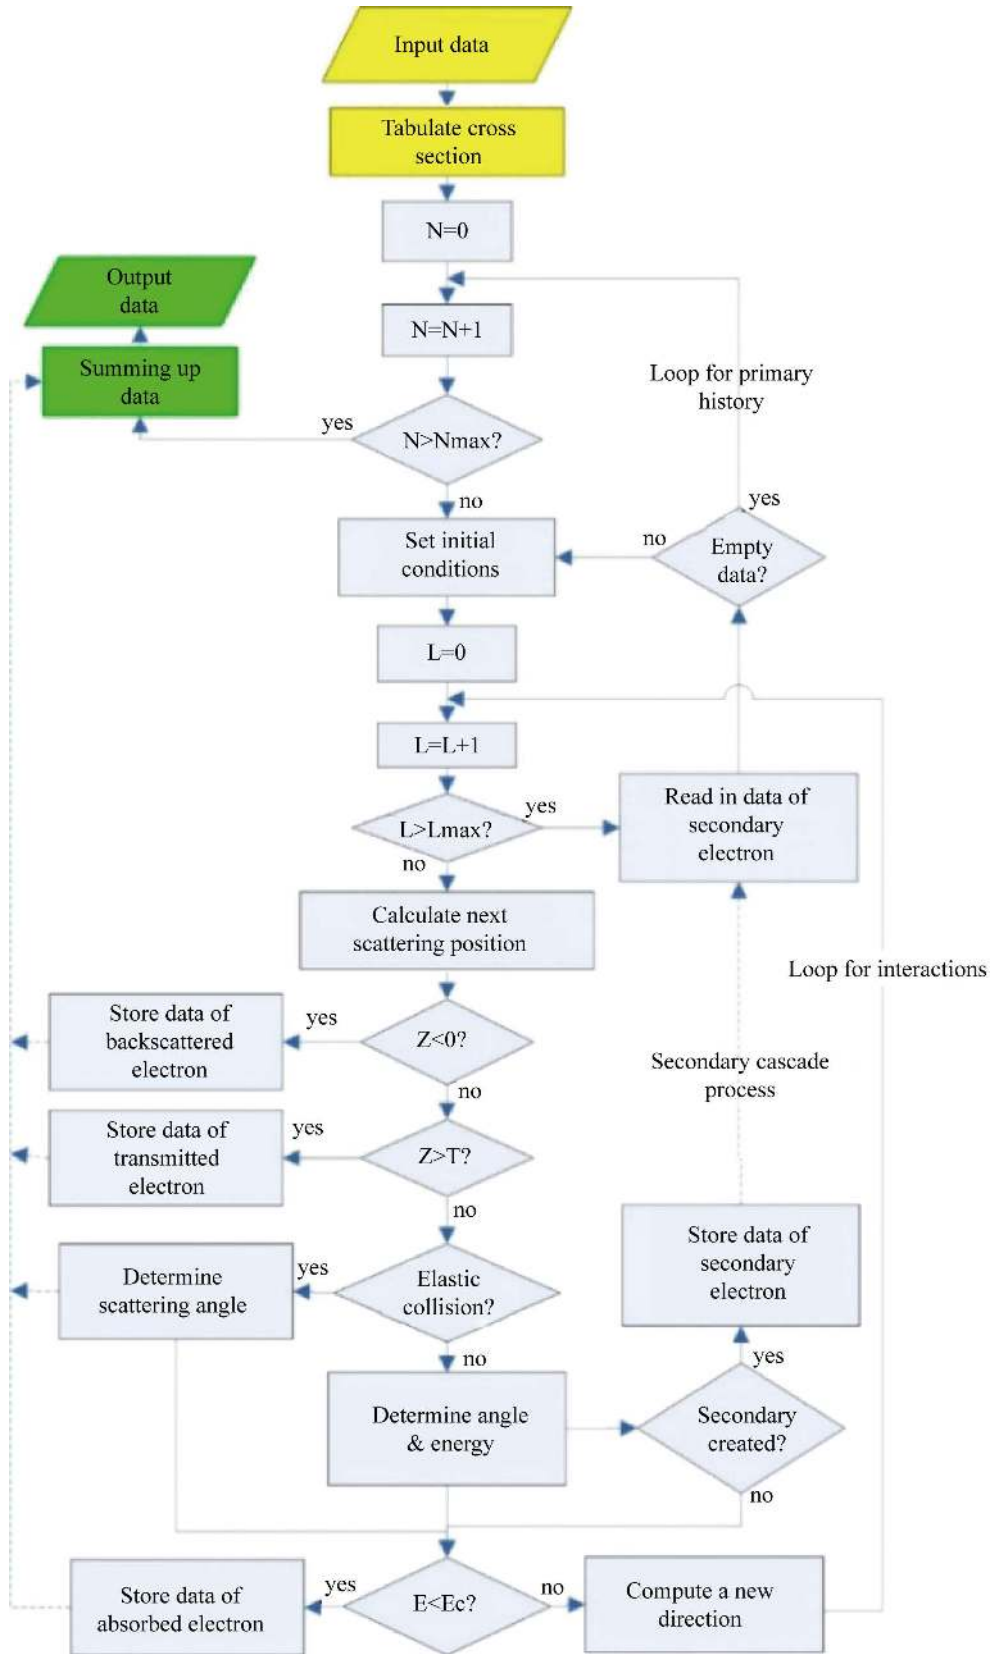 Input data
Tabulate cross
section
N=0
Output
data
N=N+1
Summing up
data
Loop for primary
history
yes
N>Nmax?
no
yes
Set initial
conditions
no
Empty
data?
L=0
L=L+1
L>Lmax?
yes
Read in data of
secondary
electron
no
Calculate next
scattering position
Loop for interactions
Store data of
backscattered
electron
yes
Z<0?
no
Secondary cascade
process
Store data of
transmitted
electron
yes
Z>T?
no
Store data of
secondary
electron
Determine
scattering angle
yes
Elastic
collision?
no
yes
Determine angle
& energy
Secondary
created?
no
Store data of
absorbed electron
yes
E<Ec?
no
Compute a new
direction